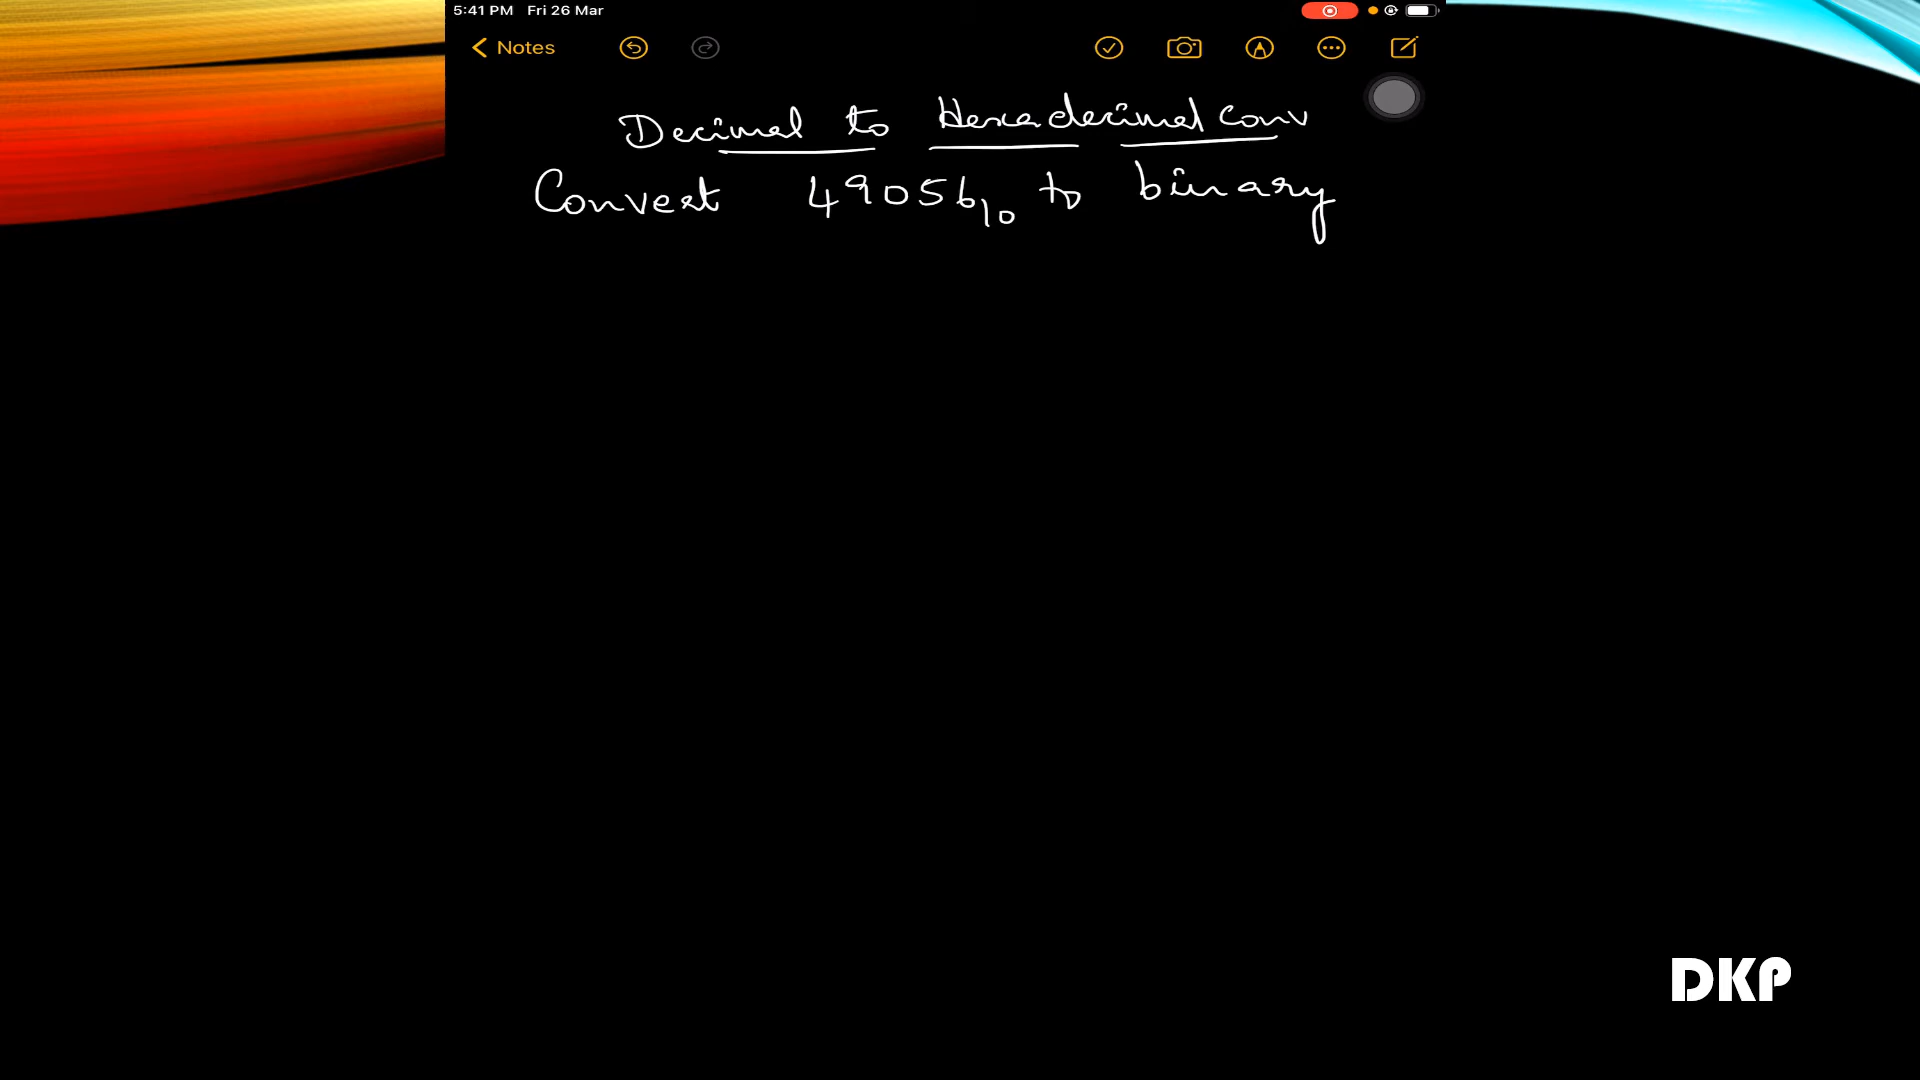 5:41 PM Fri 26 Mar
Notes
Decimal to Hexadecimal conv
Convert 49056₁₀ to binary
DKP